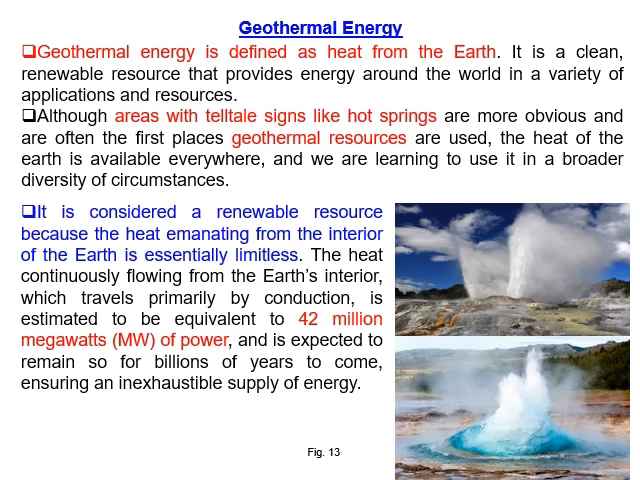 Geothermal Energy
❑Geothermal energy is defined as heat from the Earth. It is a clean,
renewable resource that provides energy around the world in a variety of
applications and resources.
❑Although areas with telltale signs like hot springs are more obvious and
are often the first places geothermal resources are used, the heat of the
earth is available everywhere, and we are learning to use it in a broader
diversity of circumstances.
❑It is considered a renewable resource
because the heat emanating from the interior
of the Earth is essentially limitless. The heat
continuously flowing from the Earth’s interior,
which travels primarily by conduction, is
estimated to be equivalent to 42 million
megawatts (MW) of power, and is expected to
remain so for billions of years to come,
ensuring an inexhaustible supply of energy.
Fig. 13